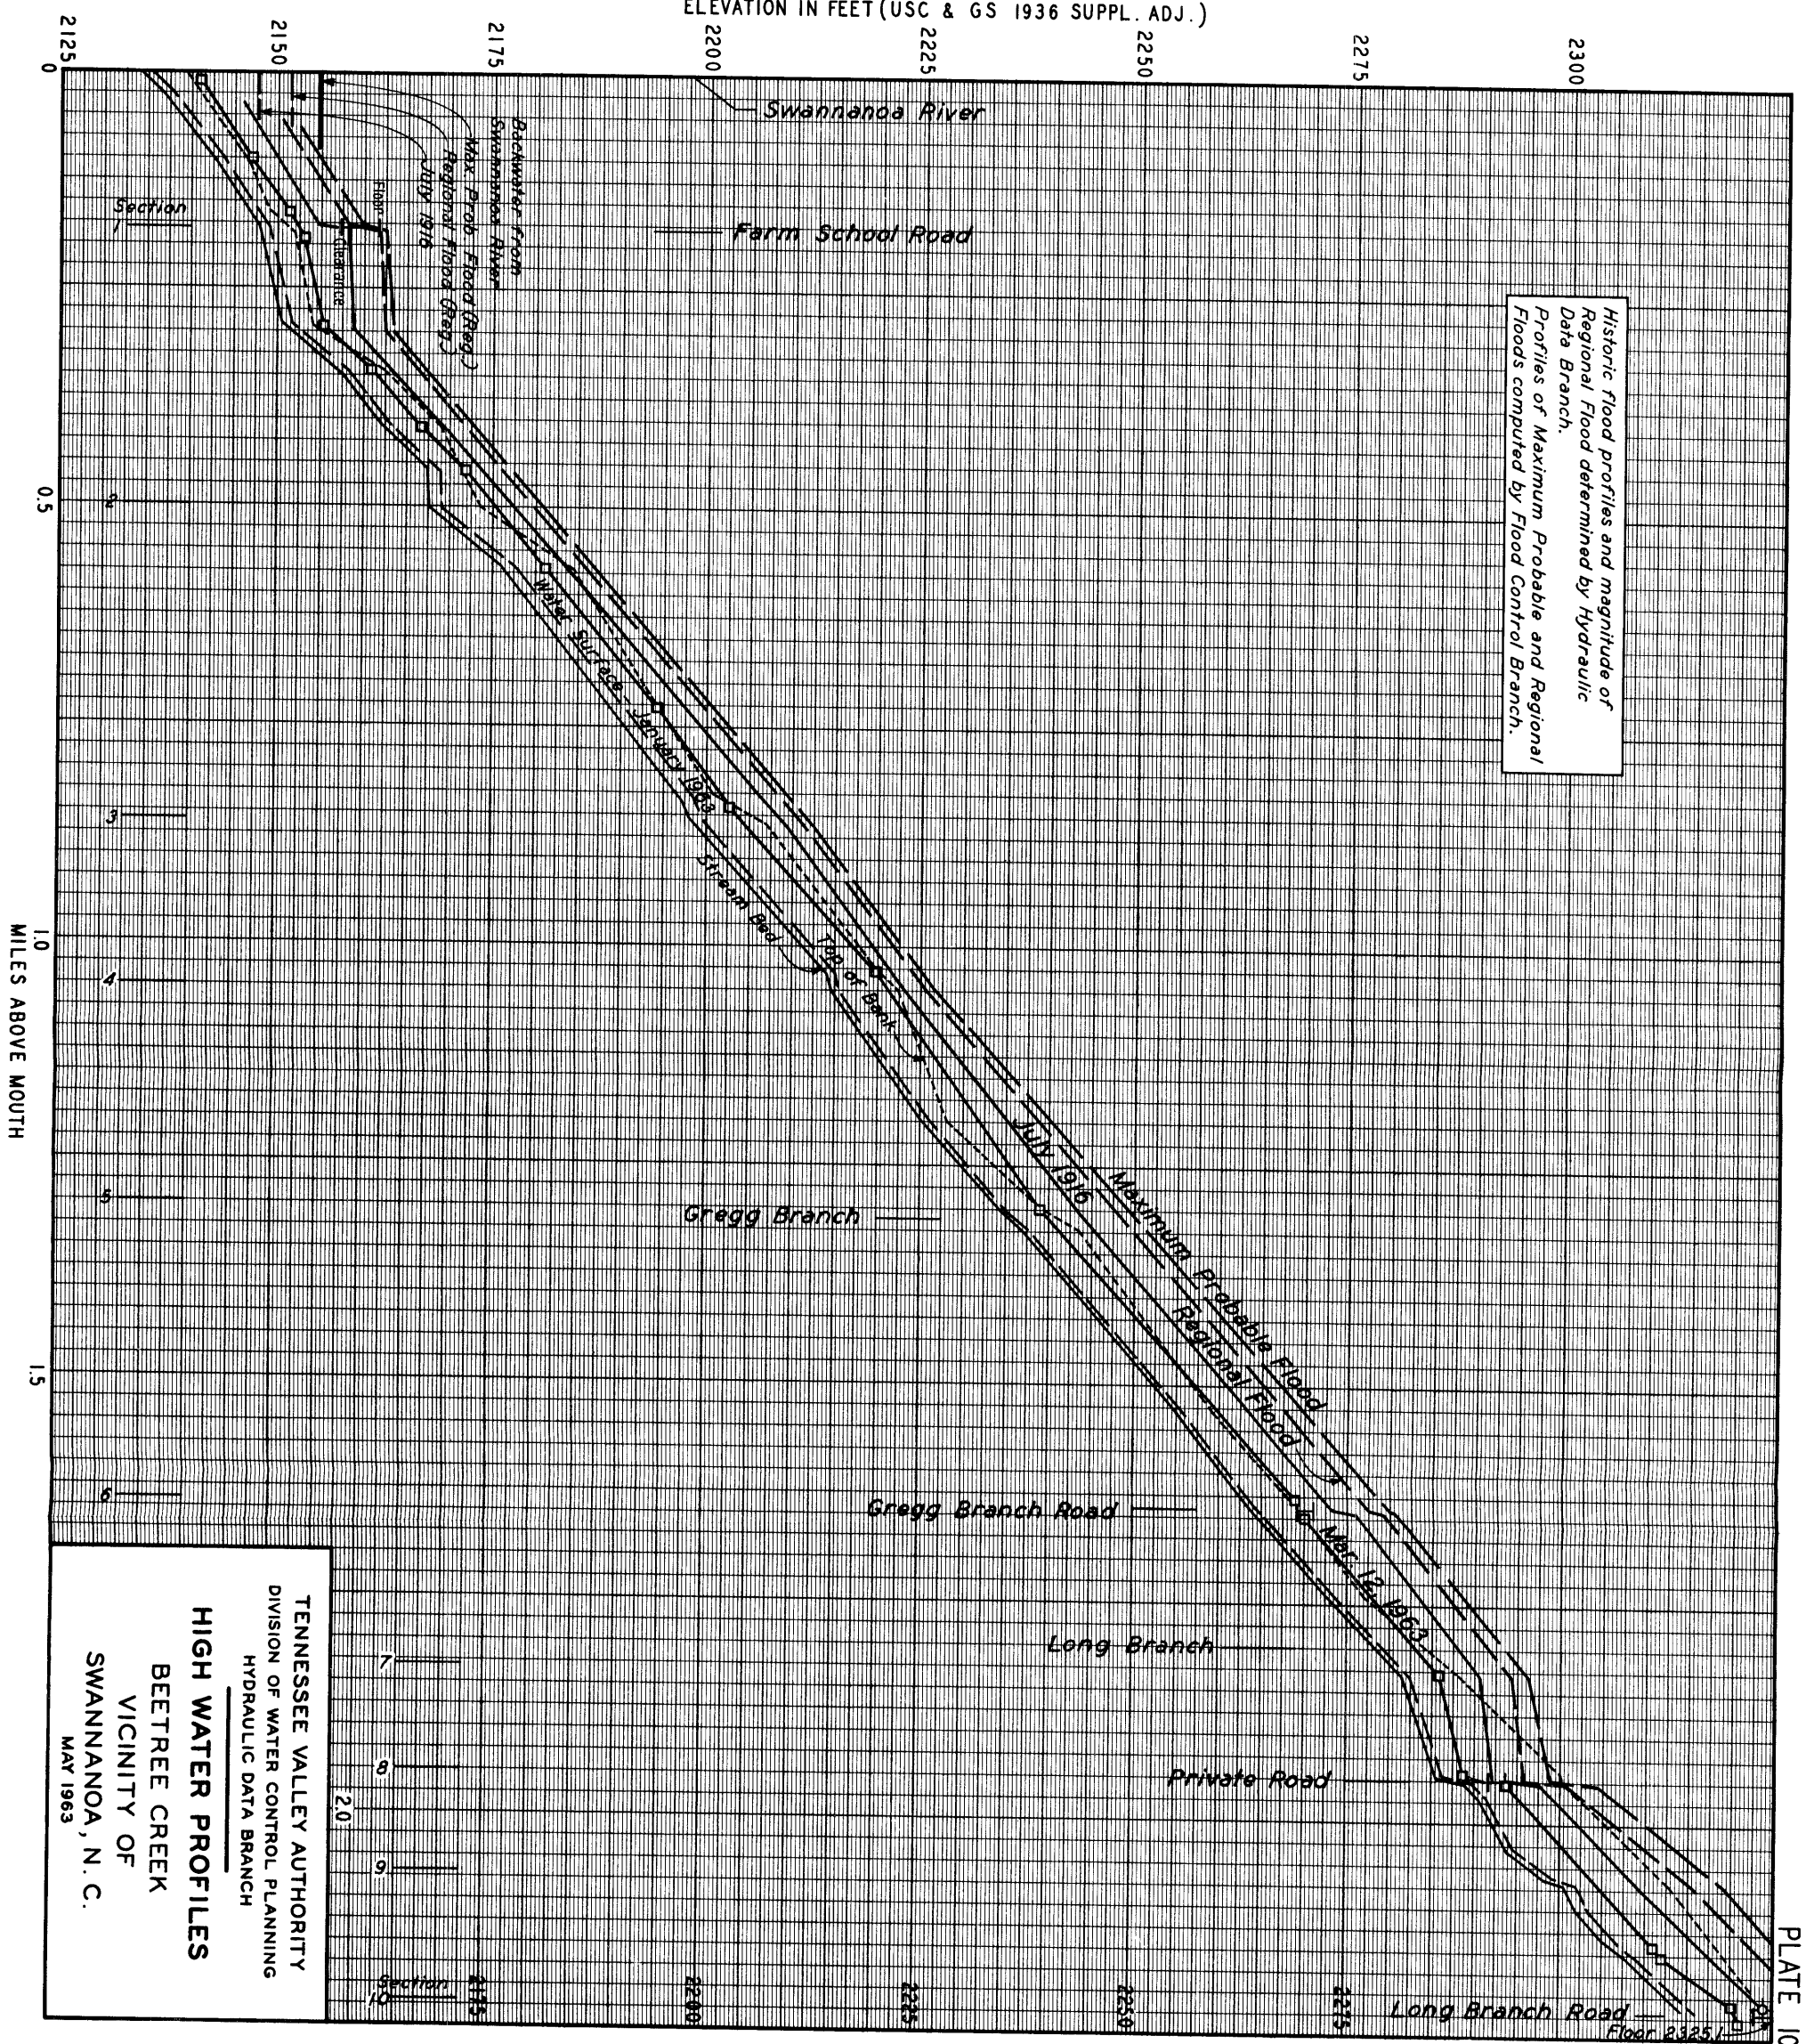 PLATE 10
ELEVATION IN FEET (USC & GS 1936 SUPPL. ADJ.)
2125
2150
2175
2200
2225
2250
2275
2300
0
0.5
1.0
1.5
2.0
MILES ABOVE MOUTH
Historic flood profiles and magnitude of
Regional Flood determined by Hydraulic
Data Branch.
Profiles of Maximum Probable and Regional
Floods computed by Flood Control Branch.
Swannanoa River
Backwater from
Swannanoa River
Max. Prob. Flood (Reg.)
Regional Flood (Reg.)
July 1916
Farm School Road
Floor
Clearance
Section
1
2
3
4
5
6
7
8
9
Section
10
Water Surface - January 1963
Stream Bed
Top of Bank
July 1916
Maximum Probable Flood
Regional Flood
Mar. 12, 1963
Gregg Branch
Gregg Branch Road
Long Branch
Private Road
Long Branch Road
Floor 2325.1
2175
2200
2225
2250
2275
TENNESSEE VALLEY AUTHORITY
DIVISION OF WATER CONTROL PLANNING
HYDRAULIC DATA BRANCH
HIGH WATER PROFILES
BEETREE CREEK
VICINITY OF
SWANNANOA, N.C.
MAY 1963